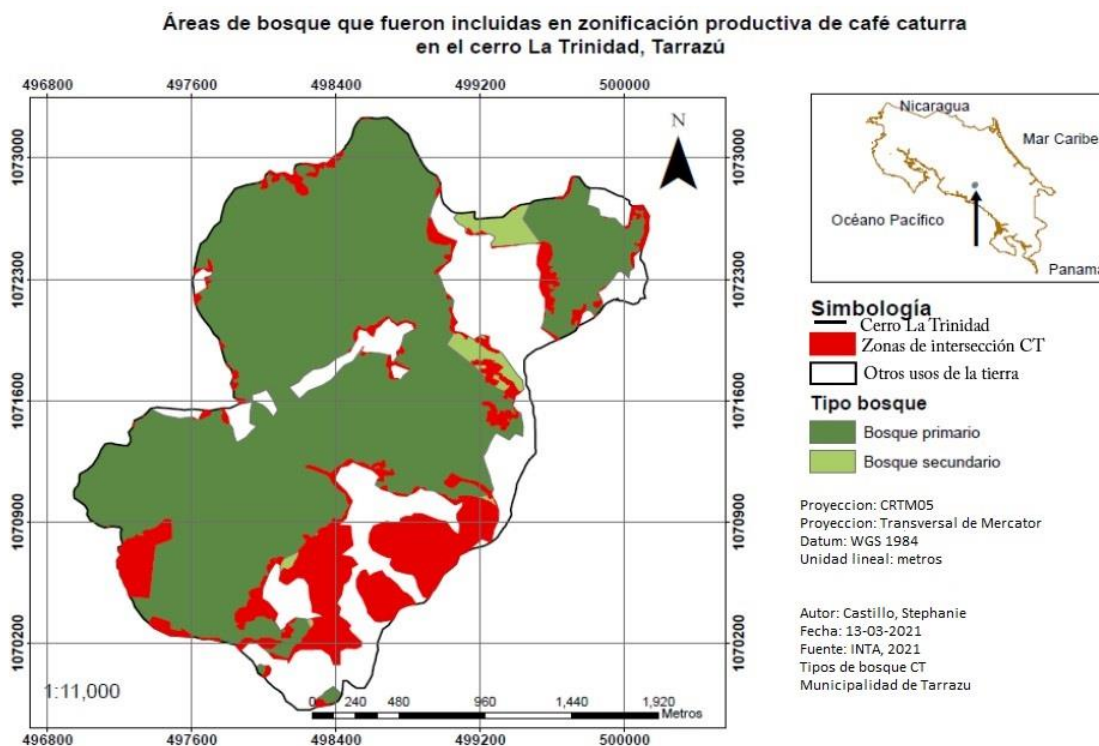 Áreas de bosque que fueron incluidas en zonificación productiva de café caturra
en el cerro La Trinidad, Tarrazú
496800 497600 498400 499200 500000
N
1073000 1073000
1072300 1072300
1071600 1071600
1070900 1070900
1070200 1070200
1:11,000
0 240 480 960 1,440 1,920
Metros
496800 497600 498400 499200 500000
Nicaragua
Mar Caribe
Océano Pacífico
Panamá
Simbología
Cerro La Trinidad
Zonas de intersección CT
Otros usos de la tierra
Tipo bosque
Bosque primario
Bosque secundario
Proyeccion: CRTM05
Proyeccion: Transversal de Mercator
Datum: WGS 1984
Unidad lineal: metros
Autor: Castillo, Stephanie
Fecha: 13-03-2021
Fuente: INTA, 2021
Tipos de bosque CT
Municipalidad de Tarrazu